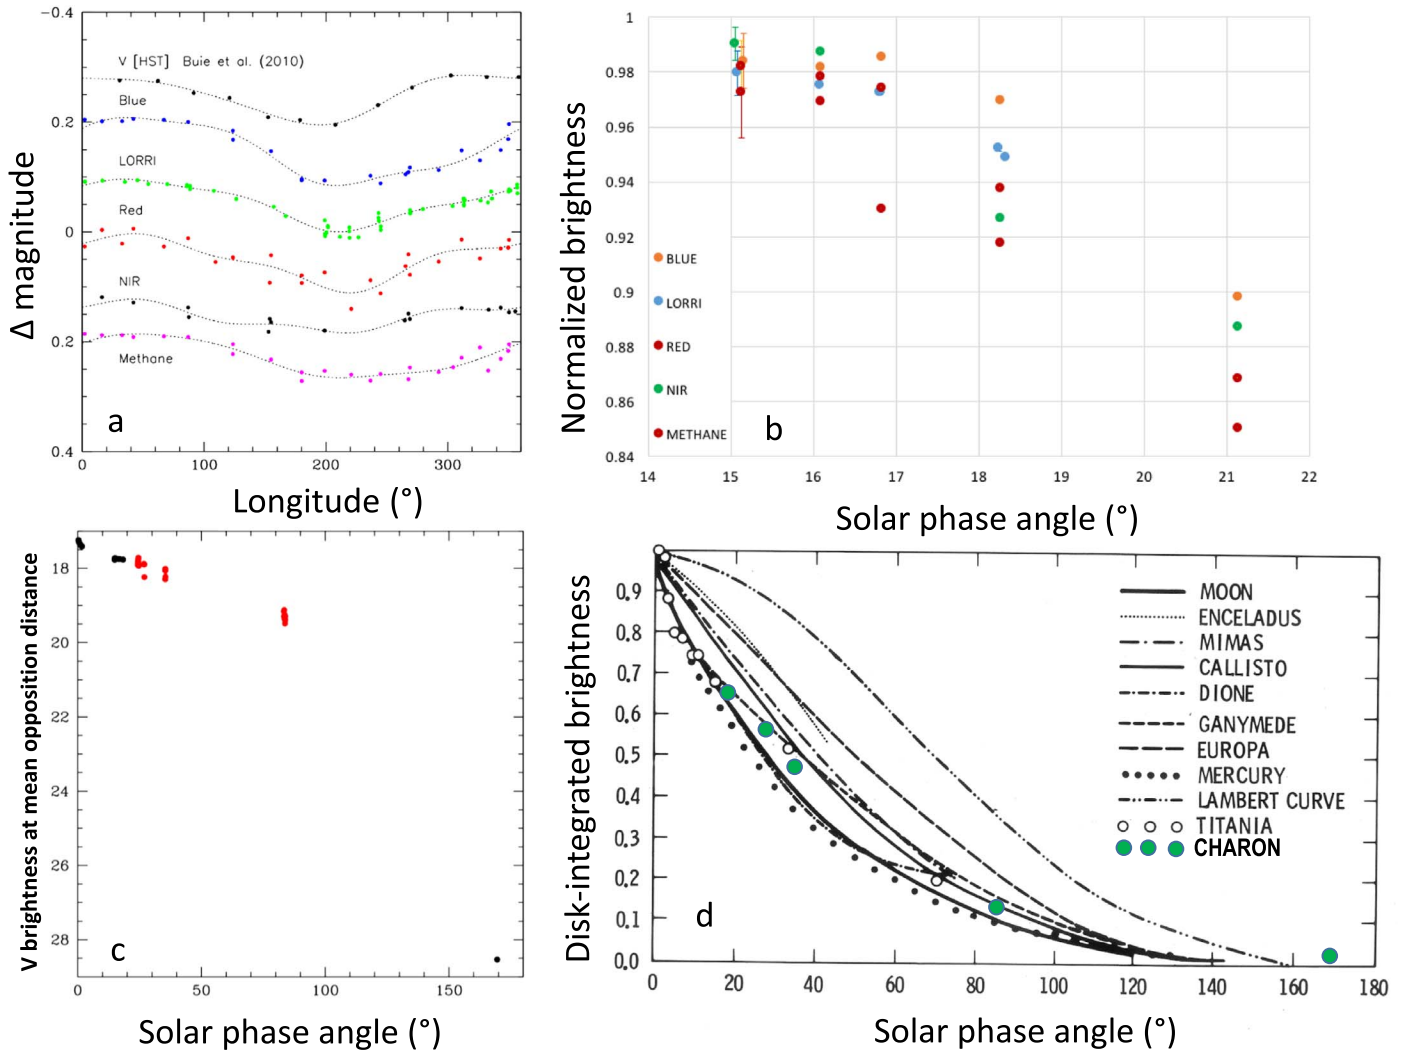 −0.4
V [HST] Buie et al. (2010)
Blue
0.2
LORRI
Red
0
NIR
0.2
Methane
a
0.4
0 100 200 300
Δ magnitude
Longitude (°)
1
0.98
0.96
0.94
0.92
0.9
0.88
0.86
0.84
BLUE
LORRI
RED
NIR
METHANE
b
14 15 16 17 18 19 20 21 22
Normalized brightness
Solar phase angle (°)
18
20
22
24
26
28
c
0 50 100 150
V brightness at mean opposition distance
Solar phase angle (°)
0.9
0.8
0.7
0.6
0.5
0.4
0.3
0.2
0.1
0.0
MOON
ENCELADUS
MIMAS
CALLISTO
DIONE
GANYMEDE
EUROPA
MERCURY
LAMBERT CURVE
TITANIA
CHARON
d
0 20 40 60 80 100 120 140 160 180
Disk-integrated brightness
Solar phase angle (°)